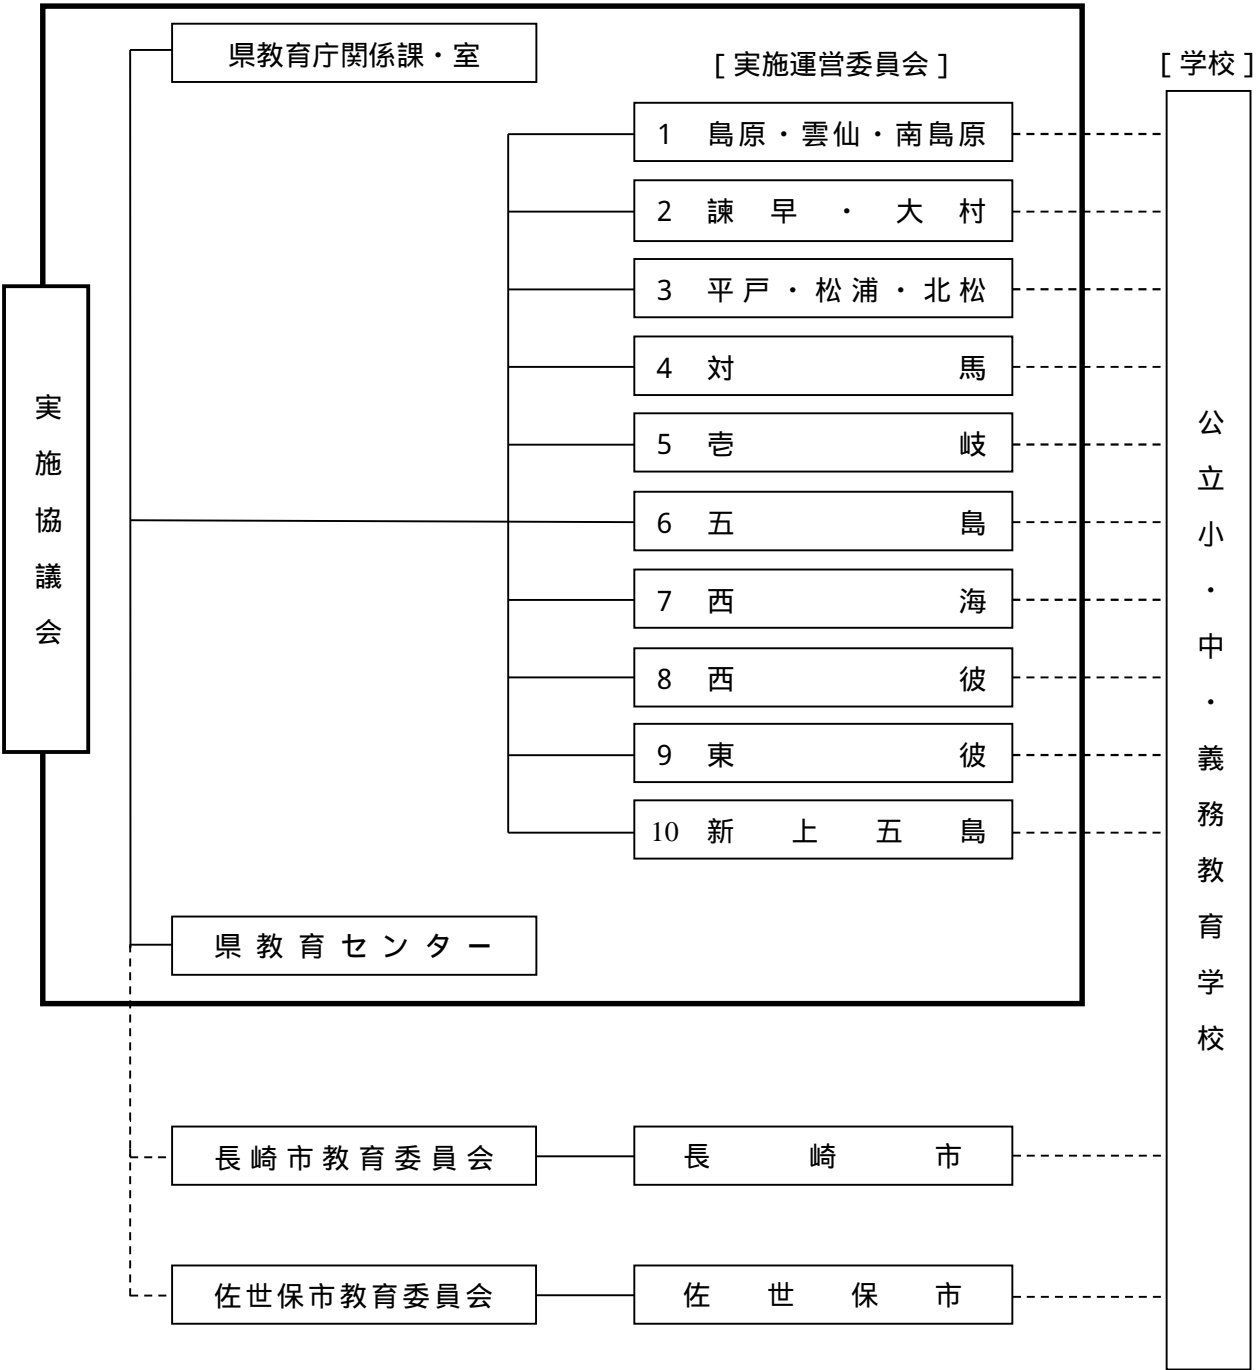 県教育庁関係課・室
[ 実施運営委員会 ]
[ 学校 ]
1 島原・雲仙・南島原
2 諫早・大村
3 平戸・松浦・北松
4 対馬
5 壱岐
6 五島
7 西海
8 西彼
9 東彼
10 新上五島
実施協議会
公立小・中・義務教育学校
県教育センター
長崎市教育委員会
長崎市
佐世保市教育委員会
佐世保市